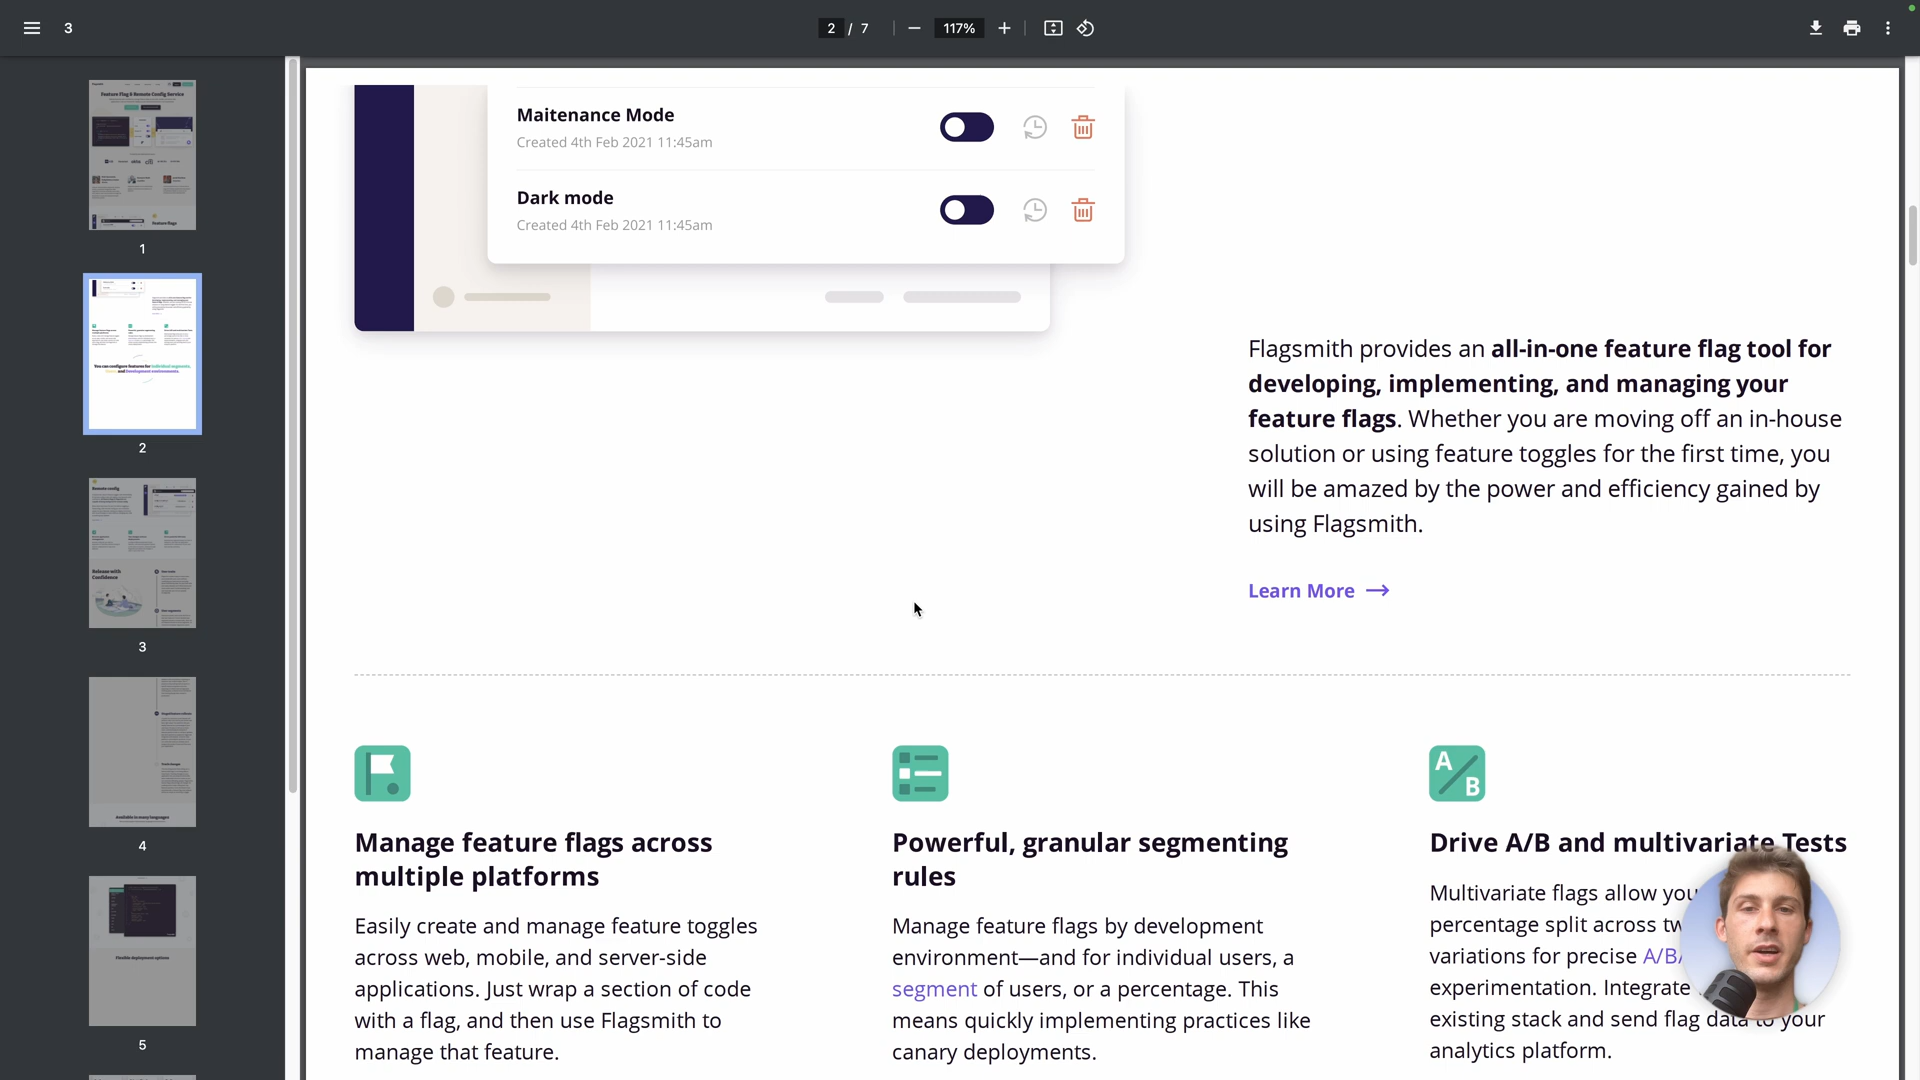 3
2 / 7
117%
1
2
3
4
5
Maitenance Mode
Created 4th Feb 2021 11:45am
Dark mode
Created 4th Feb 2021 11:45am
Flagsmith provides an all-in-one feature flag tool for
developing, implementing, and managing your
feature flags. Whether you are moving off an in-house
solution or using feature toggles for the first time, you
will be amazed by the power and efficiency gained by
using Flagsmith.
Learn More →
Manage feature flags across
multiple platforms
Easily create and manage feature toggles
across web, mobile, and server-side
applications. Just wrap a section of code
with a flag, and then use Flagsmith to
manage that feature.
Powerful, granular segmenting
rules
Manage feature flags by development
environment—and for individual users, a
segment of users, or a percentage. This
means quickly implementing practices like
canary deployments.
A
B
Drive A/B and multivariate Tests
Multivariate flags allow you
percentage split across
variations for precise
experimentation. Integrate
existing stack and send flag data to your
analytics platform.